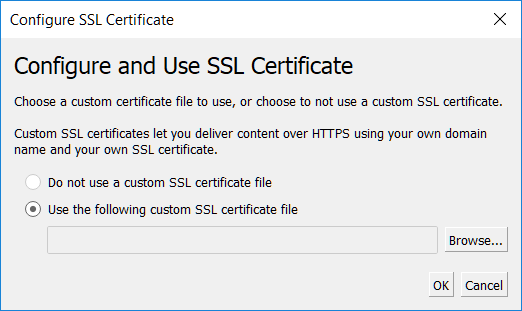 Configure SSL Certificate
Configure and Use SSL Certificate
Choose a custom certificate file to use, or choose to not use a custom SSL certificate.
Custom SSL certificates let you deliver content over HTTPS using your own domain
name and your own SSL certificate.
Do not use a custom SSL certificate file
Use the following custom SSL certificate file
Browse...
OK Cancel